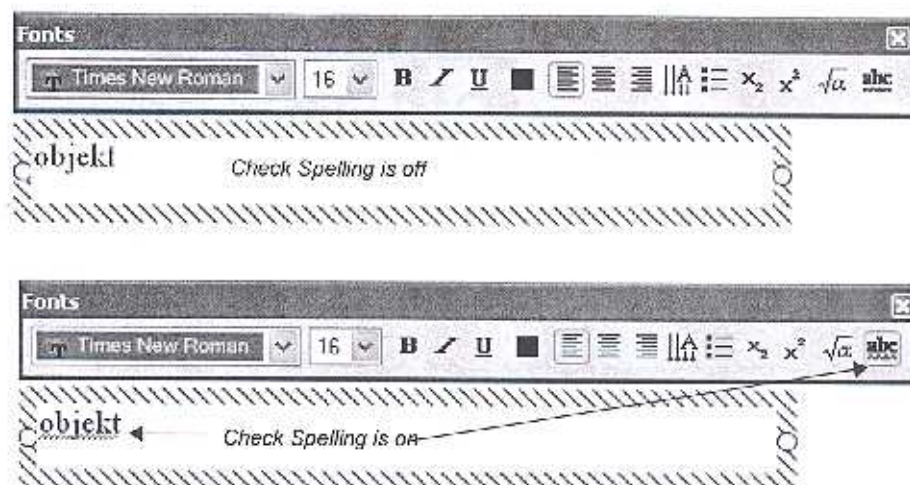 Fonts
Times New Roman 16 B I U A x₂ x² √α abc
objekt
Check Spelling is off
Fonts
Times New Roman 16 B I U A x₂ x² √α abc
objekt
Check Spelling is on